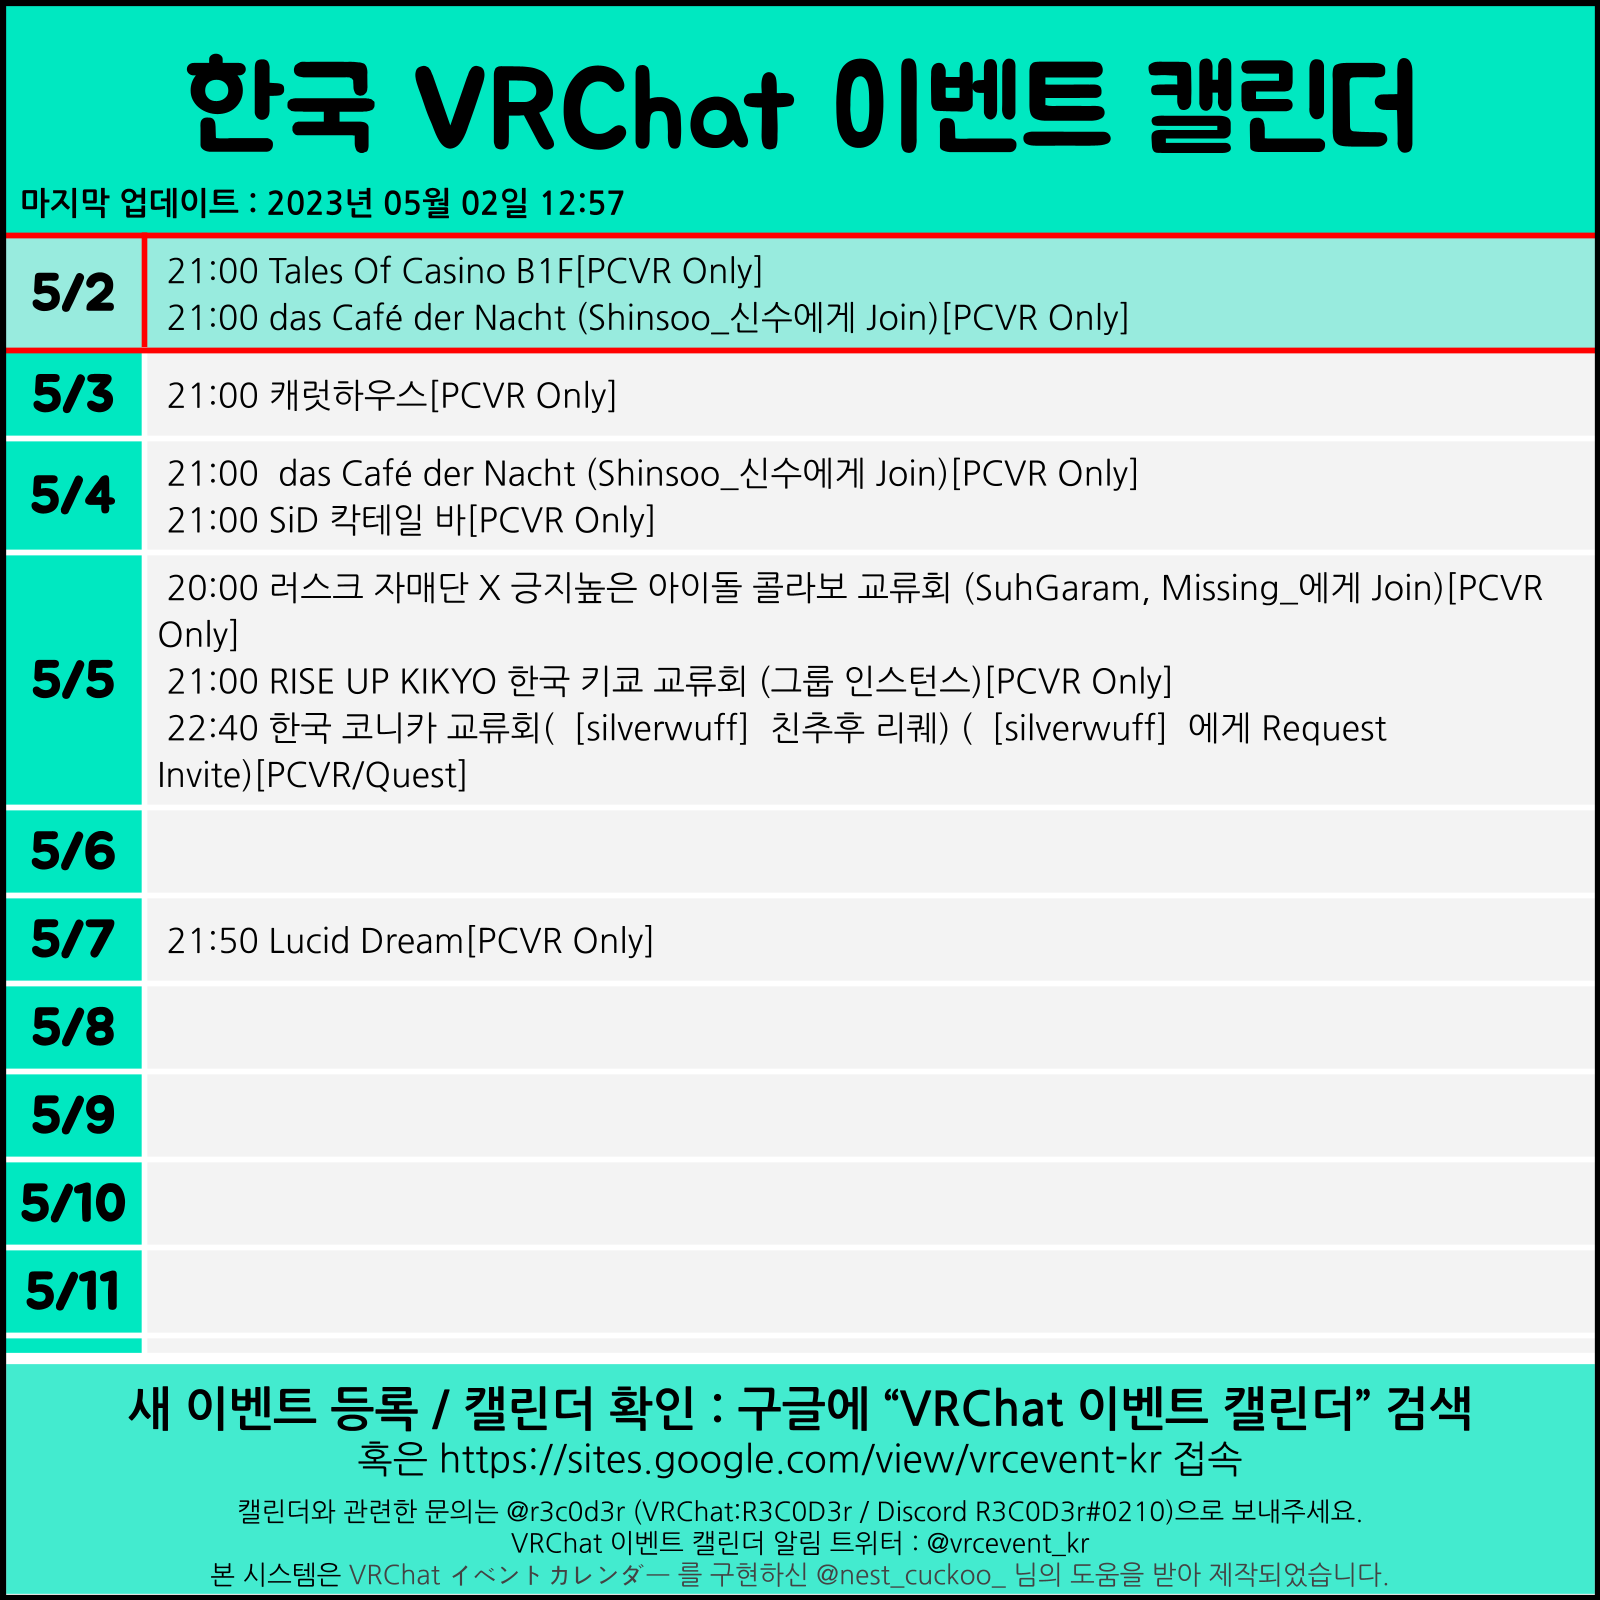 한국 VRChat 이벤트 캘린더
마지막 업데이트 : 2023년 05월 02일 12:57
5/2
21:00 Tales Of Casino B1F[PCVR Only]
21:00 das Café der Nacht (Shinsoo_신수에게 Join)[PCVR Only]
5/3
21:00 캐럿하우스[PCVR Only]
5/4
21:00  das Café der Nacht (Shinsoo_신수에게 Join)[PCVR Only]
21:00 SiD 칵테일 바[PCVR Only]
5/5
20:00 러스크 자매단 X 긍지높은 아이돌 콜라보 교류회 (SuhGaram, Missing_에게 Join)[PCVR
Only]
21:00 RISE UP KIKYO 한국 키쿄 교류회 (그룹 인스턴스)[PCVR Only]
22:40 한국 코니카 교류회(  [silverwuff]  친추후 리퀘) (  [silverwuff]  에게 Request
Invite)[PCVR/Quest]
5/6
5/7
21:50 Lucid Dream[PCVR Only]
5/8
5/9
5/10
5/11
새 이벤트 등록 / 캘린더 확인 : 구글에 “VRChat 이벤트 캘린더” 검색
혹은 https://sites.google.com/view/vrcevent-kr 접속
캘린더와 관련한 문의는 @r3c0d3r (VRChat:R3C0D3r / Discord R3C0D3r#0210)으로 보내주세요.
VRChat 이벤트 캘린더 알림 트위터 : @vrcevent_kr
본 시스템은 VRChat イベントカレンダー 를 구현하신 @nest_cuckoo_ 님의 도움을 받아 제작되었습니다.